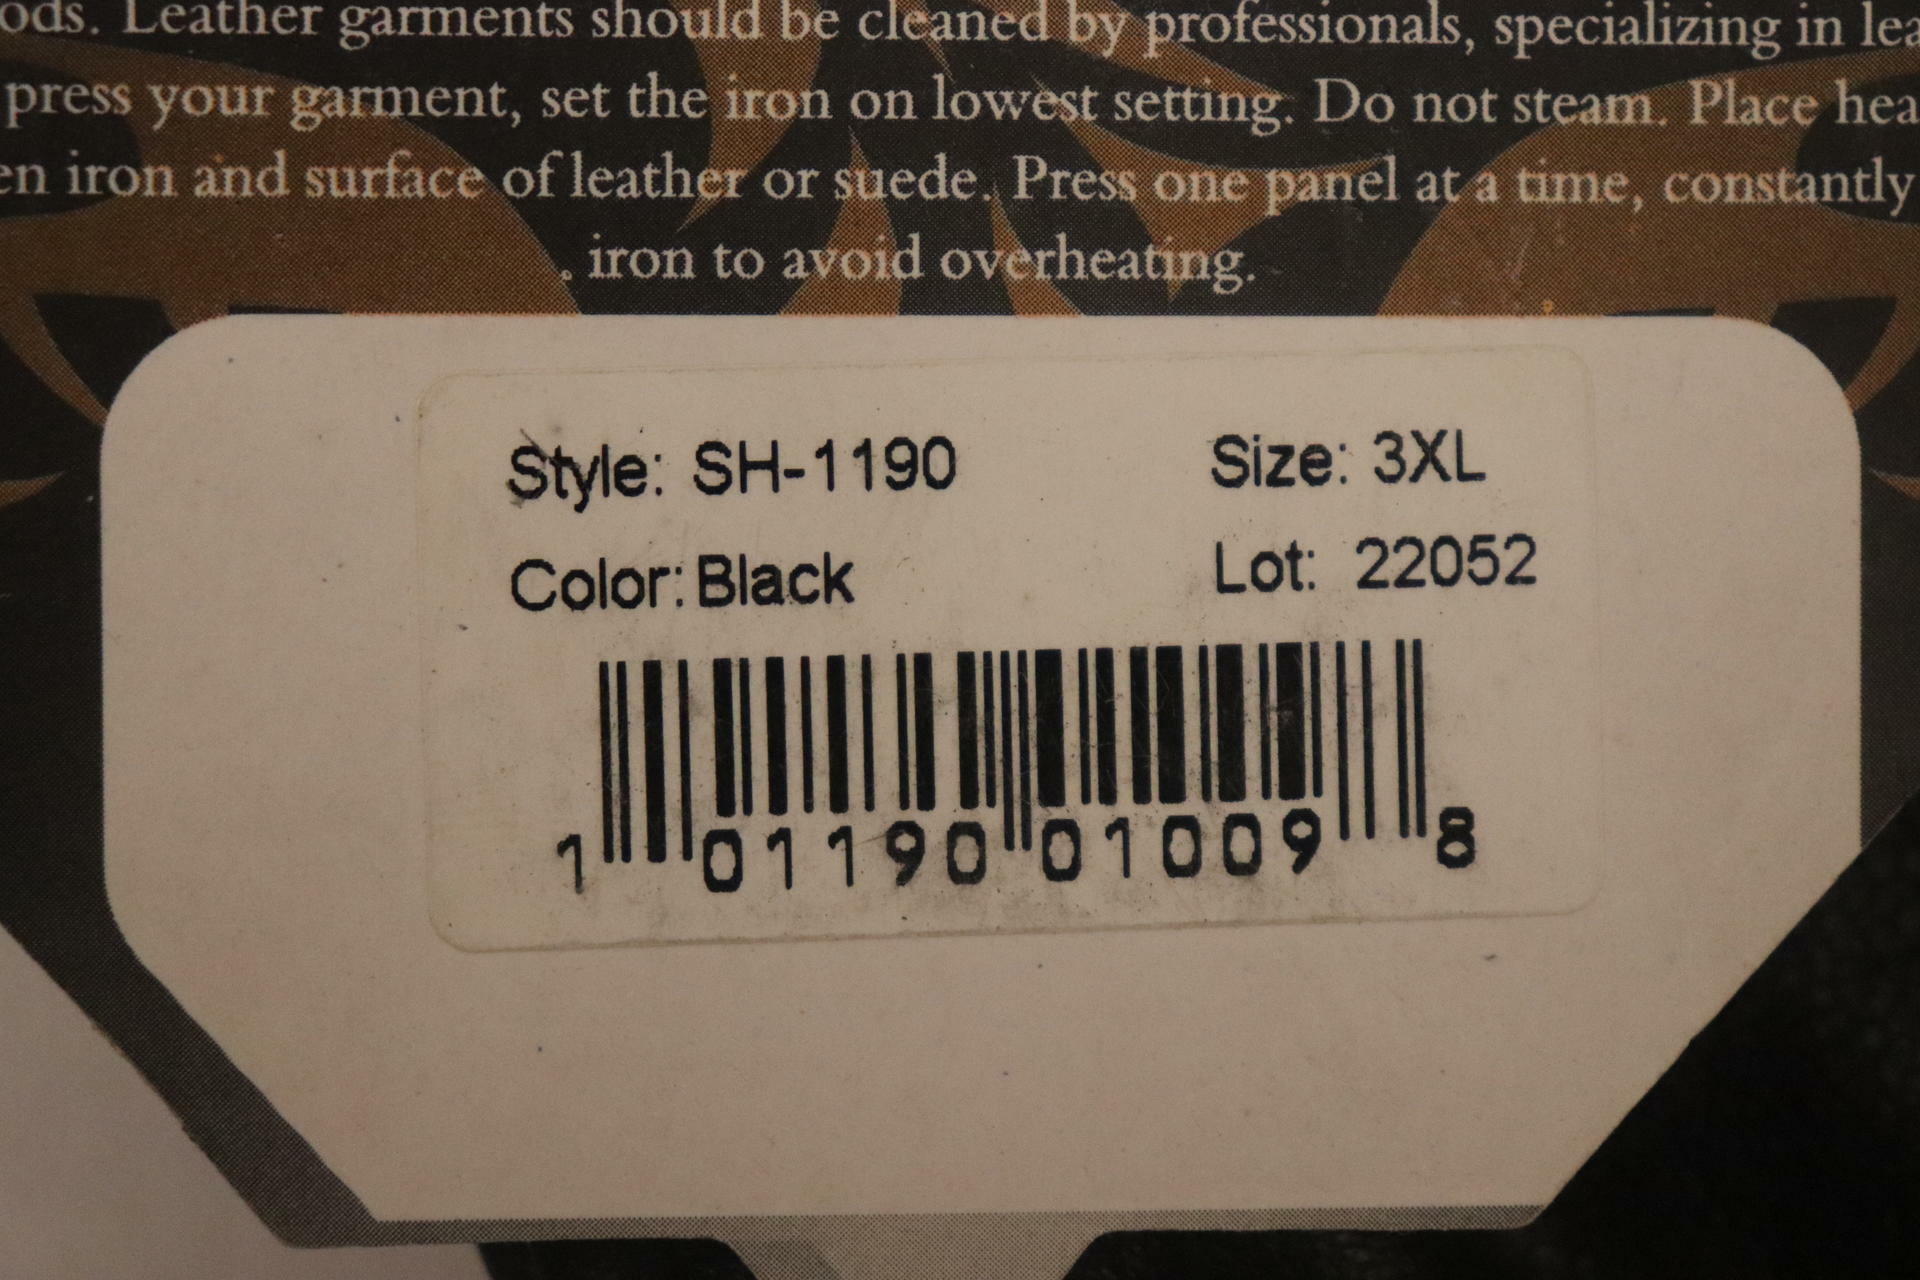 ods. Leather garments should be cleaned by professionals, specializing in lea
press your garment, set the iron on lowest setting. Do not steam. Place hea
en iron and surface of leather or suede. Press one panel at a time, constantly
. iron to avoid overheating.
Style: SH-1190 Size: 3XL
Color: Black Lot: 22052
1 01190 01009 8